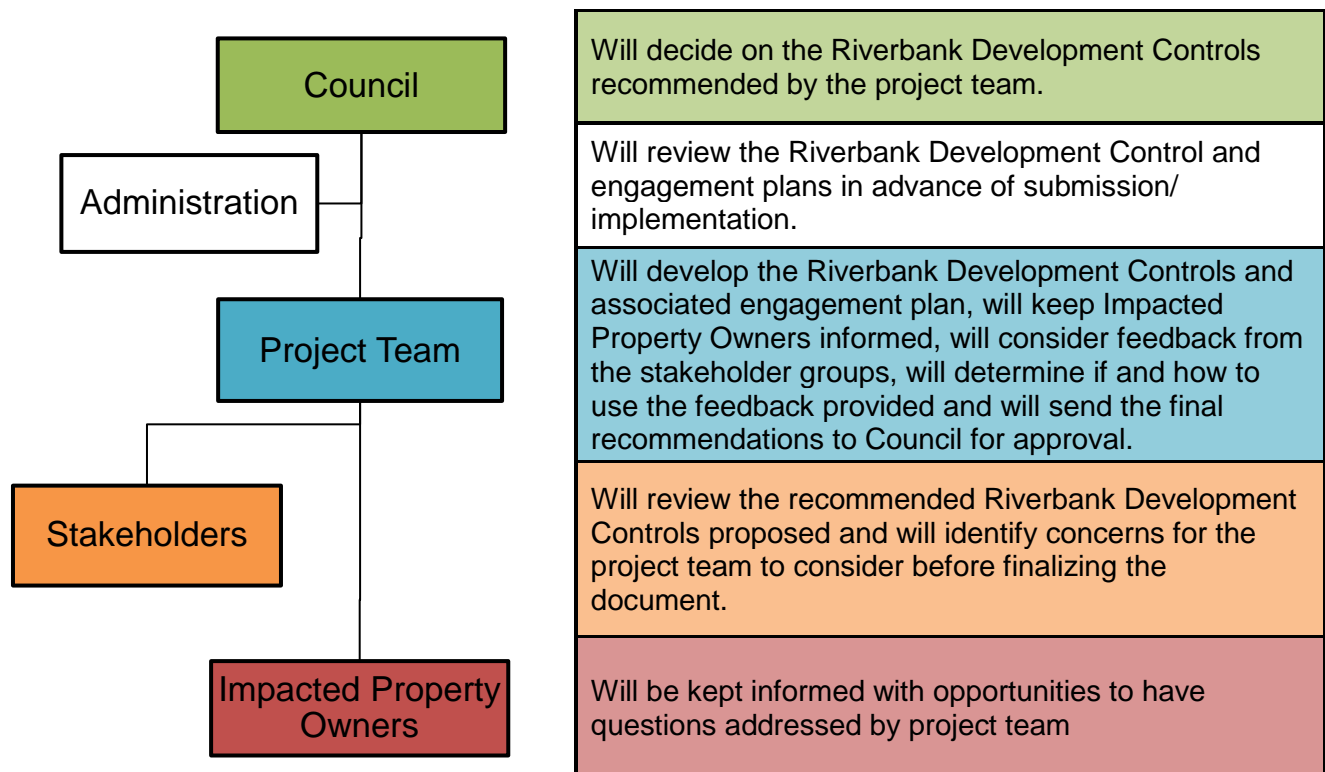 Council
Will decide on the Riverbank Development Controls
recommended by the project team.
Administration
Will review the Riverbank Development Control and
engagement plans in advance of submission/
implementation.
Project Team
Will develop the Riverbank Development Controls and
associated engagement plan, will keep Impacted
Property Owners informed, will consider feedback from
the stakeholder groups, will determine if and how to
use the feedback provided and will send the final
recommendations to Council for approval.
Stakeholders
Will review the recommended Riverbank Development
Controls proposed and will identify concerns for the
project team to consider before finalizing the
document.
Impacted Property
Owners
Will be kept informed with opportunities to have
questions addressed by project team